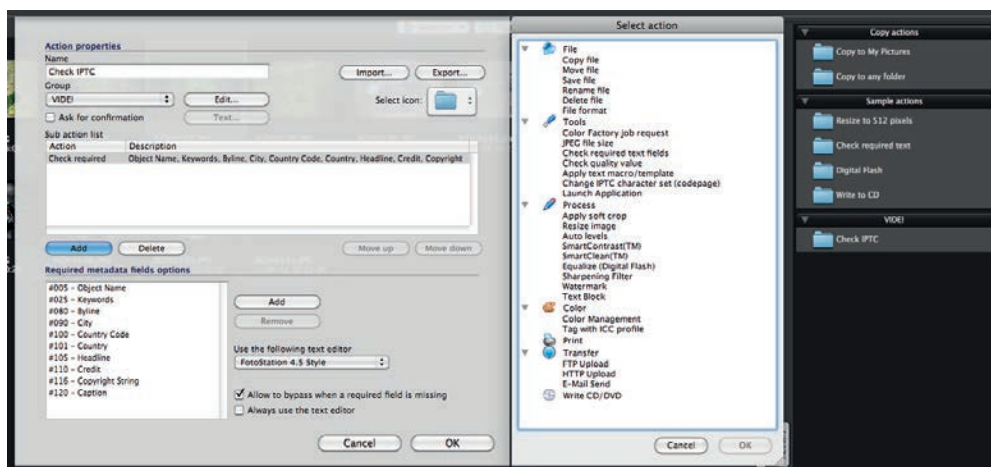 Action properties
Name
Check IPTC
Import...
Export...
Group
VIDE!
Edit...
Select icon:
Ask for confirmation
Text...
Sub action list
Action Description
Check required Object Name, Keywords, Byline, City, Country Code, Country, Headline, Credit, Copyright
Add
Delete
Move up
Move down
Required metadata fields options
#005 - Object Name
#025 - Keywords
#080 - Byline
#090 - City
#100 - Country Code
#101 - Country
#105 - Headline
#110 - Credit
#116 - Copyright String
#120 - Caption
Add
Remove
Use the following text editor
FotoStation 4.5 Style
Allow to bypass when a required field is missing
Always use the text editor
Cancel
OK
Select action
File
Copy file
Move file
Save file
Rename file
Delete file
File format
Tools
Color Factory job request
JPEG file size
Check required text fields
Check quality value
Apply text macro/template
Change IPTC character set (codepage)
Launch Application
Process
Apply soft crop
Resize image
Auto levels
SmartContrast(TM)
SmartClean(TM)
Equalize (Digital Flash)
Sharpening Filter
Watermark
Text Block
Color
Color Management
Tag with ICC profile
Print
Transfer
FTP Upload
HTTP Upload
E-Mail Send
Write CD/DVD
Cancel
OK
Copy actions
Copy to My Pictures
Copy to any folder
Sample actions
Resize to 512 pixels
Check required text
Digital Flash
Write to CD
VIDE!
Check IPTC